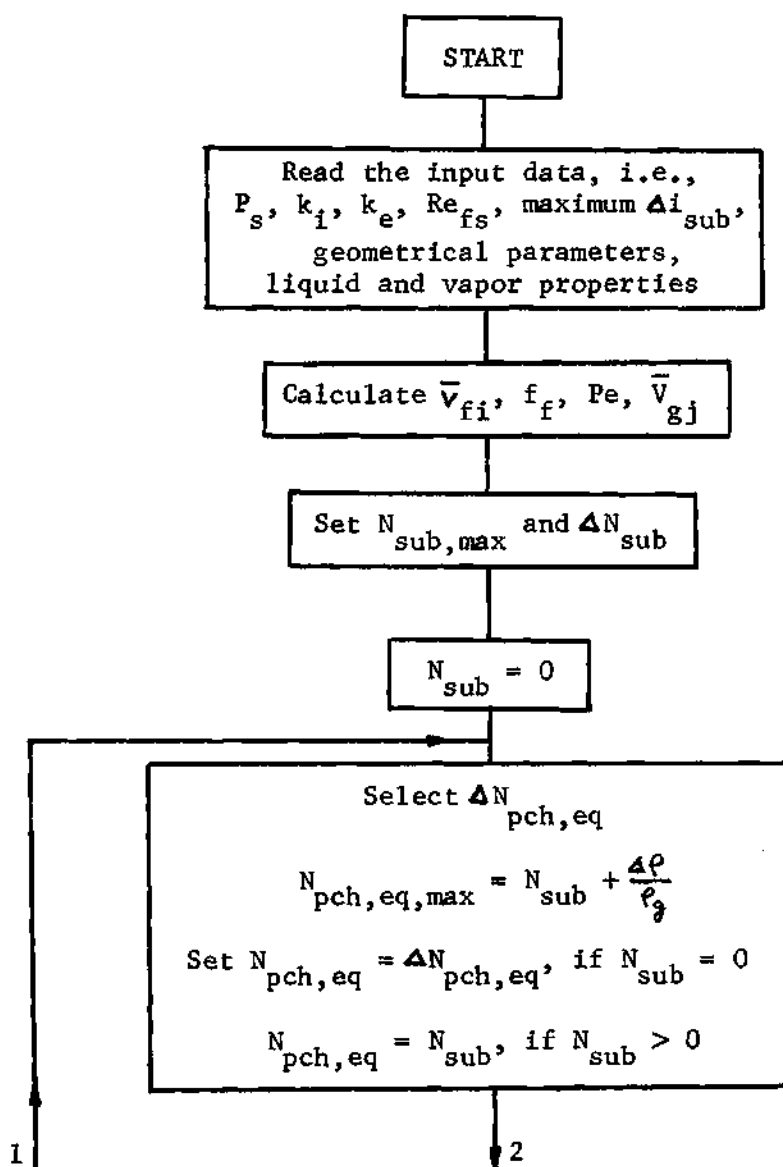 START
Read the input data, i.e.,
P_s, k_i, k_e, Re_fs, maximum Δi_sub,
geometrical parameters,
liquid and vapor properties
Calculate v̄_fi, f_f, Pe, V̄_gj
Set N_sub,max and ΔN_sub
N_sub = 0
Select ΔN_pch,eq
N_pch,eq,max = N_sub + Δρ/ρ_g
Set N_pch,eq = ΔN_pch,eq, if N_sub = 0
N_pch,eq = N_sub, if N_sub > 0
1
2